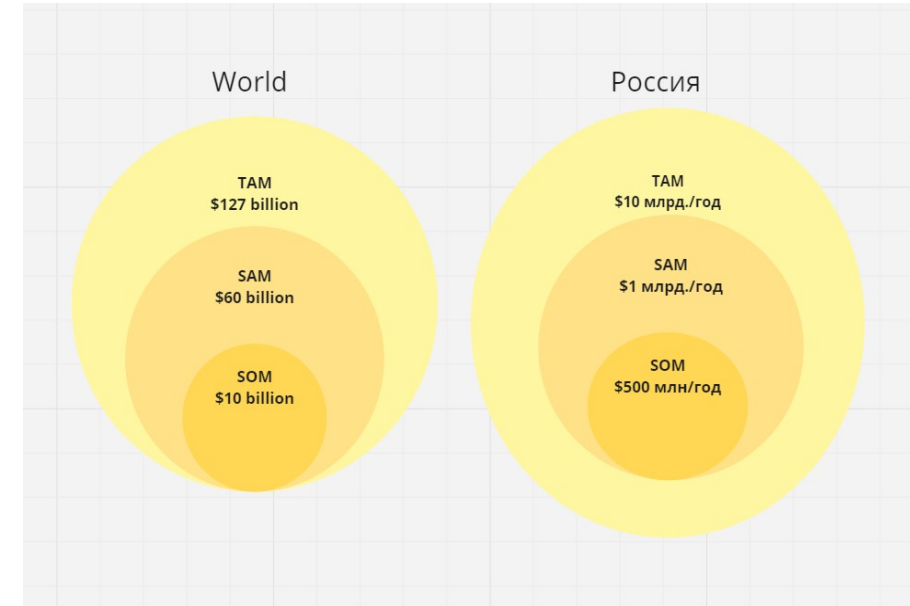 World
TAM
$127 billion
SAM
$60 billion
SOM
$10 billion
Россия
TAM
$10 млрд./год
SAM
$1 млрд./год
SOM
$500 млн/год